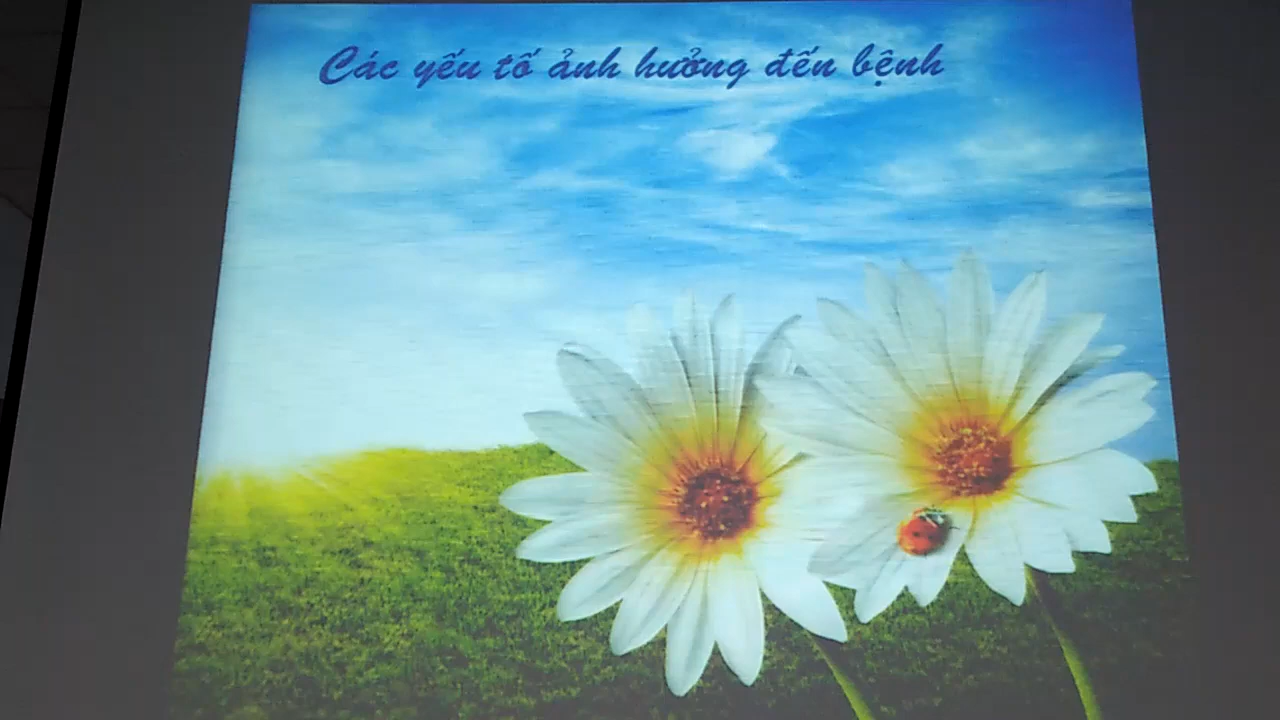 Các yếu tố ảnh hưởng đến bệnh